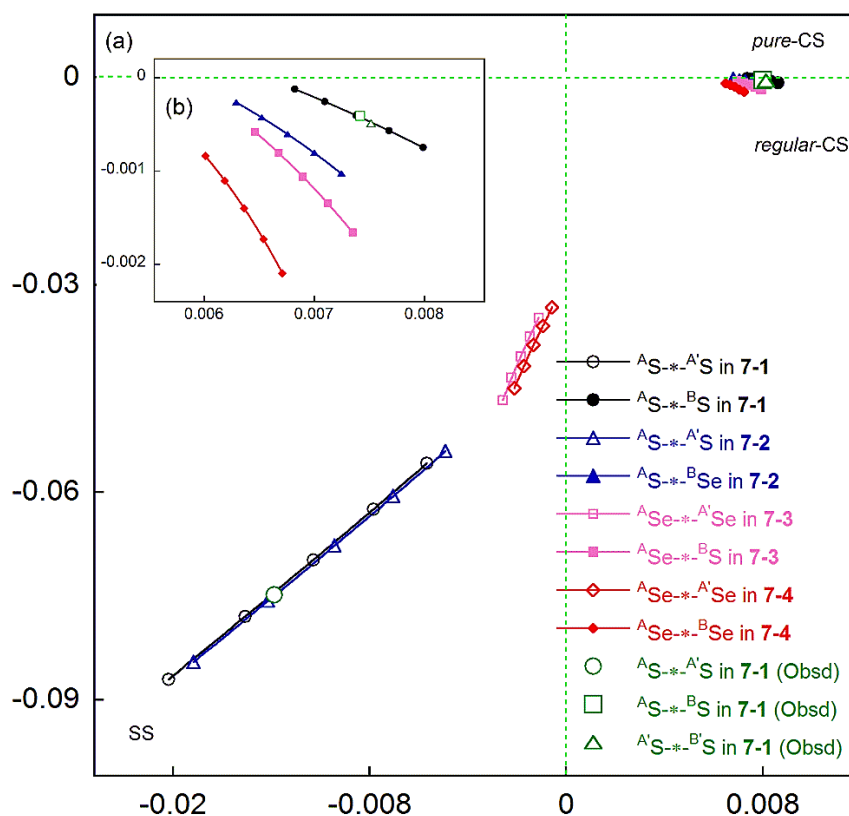 (a)
pure-CS
0
0
(b)
-0.001
regular-CS
-0.002
0.006
0.007
0.008
-0.03
ᴬS-*-ᴬ'S in 7-1
ᴬS-*-ᴮS in 7-1
ᴬS-*-ᴬ'S in 7-2
ᴬS-*-ᴮSe in 7-2
-0.06
ᴬSe-*-ᴬ'Se in 7-3
ᴬSe-*-ᴮS in 7-3
ᴬSe-*-ᴬ'Se in 7-4
ᴬSe-*-ᴮSe in 7-4
ᴬS-*-ᴬ'S in 7-1 (Obsd)
-0.09
ᴬS-*-ᴮS in 7-1 (Obsd)
SS
ᴬ'S-*-ᴮ'S in 7-1 (Obsd)
-0.02
-0.008
0
0.008